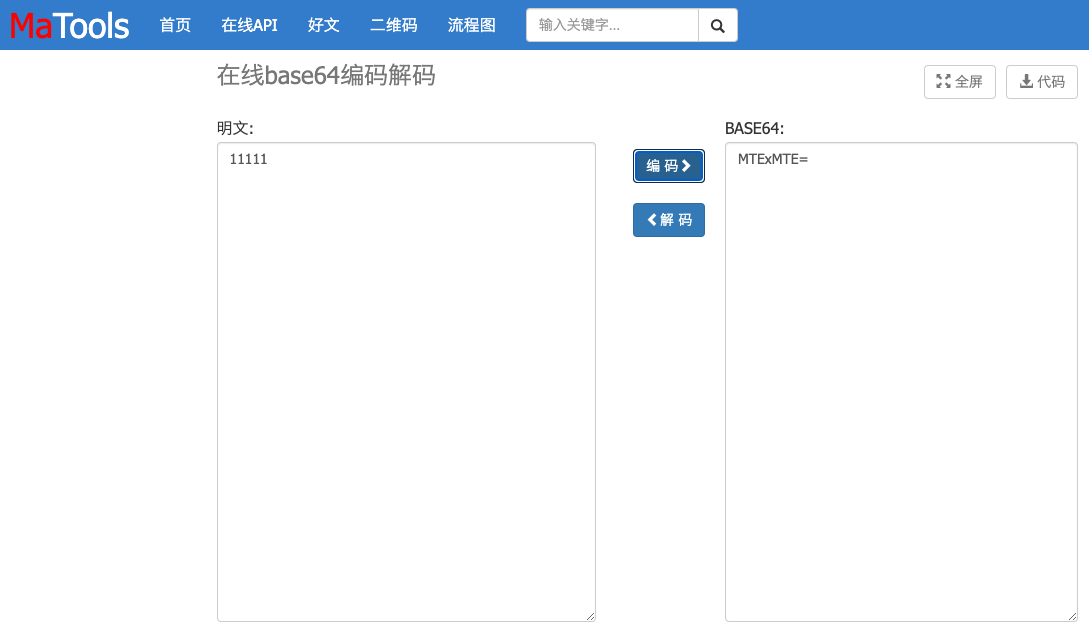 MaTools 首页 在线API 好文 二维码 流程图 输入关键字...
在线base64编码解码
全屏 代码
明文:
11111
编 码
解 码
BASE64:
MTExMTE=